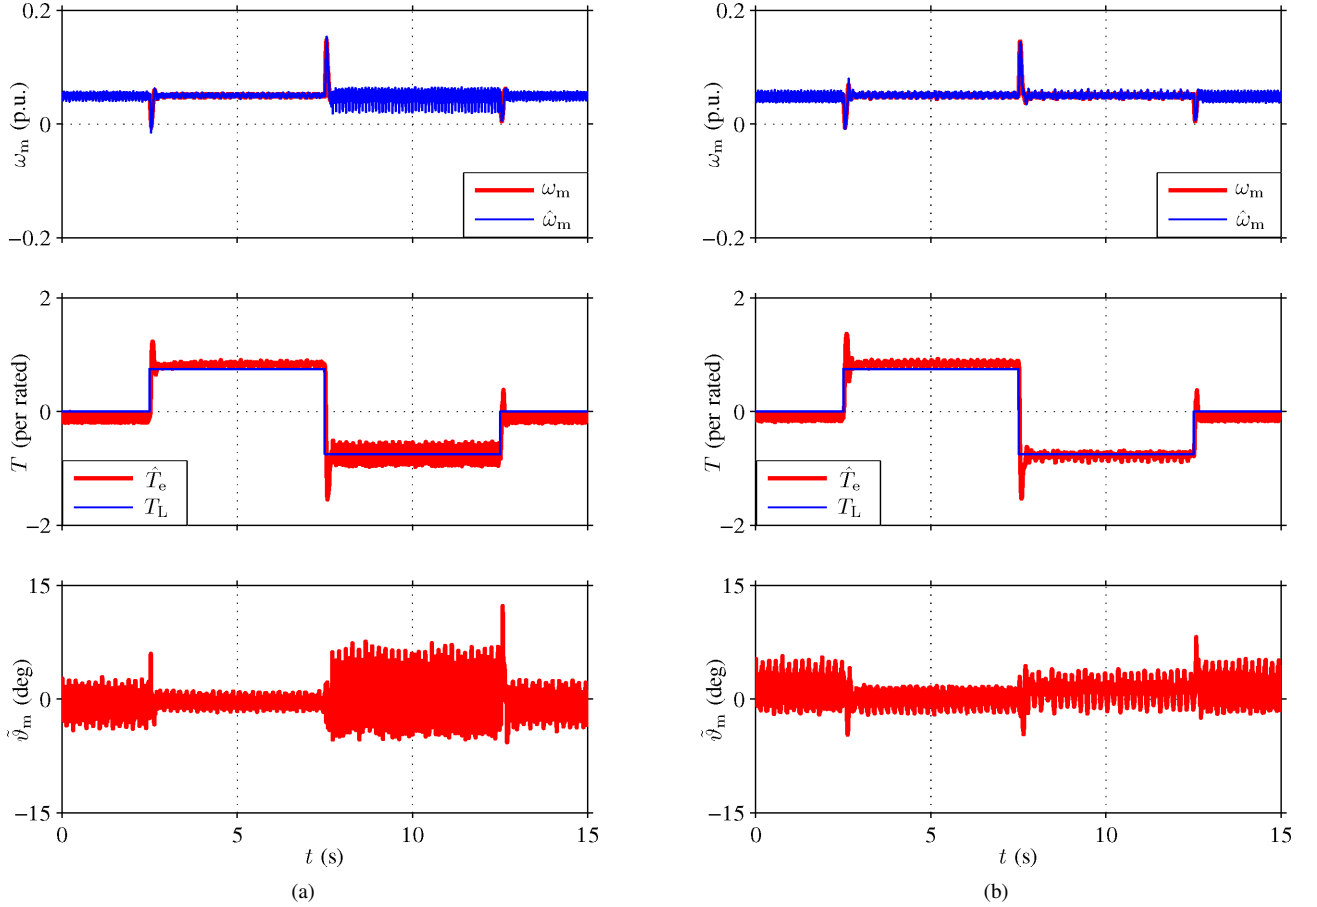 0.2
0
−0.2
ωm (p.u.)
ωm
ω̂m
2
0
−2
T (per rated)
T̂e
TL
15
0
−15
ϑ̃m (deg)
0
5
10
15
t (s)
(a)
0.2
0
−0.2
ωm (p.u.)
ωm
ω̂m
2
0
−2
T (per rated)
T̂e
TL
15
0
−15
ϑ̃m (deg)
0
5
10
15
t (s)
(b)